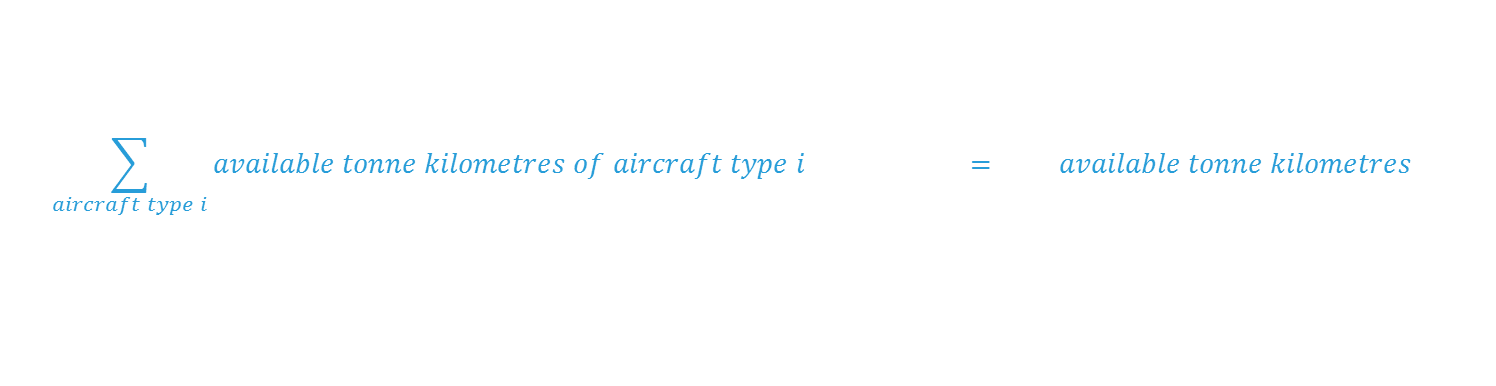 ∑ available tonne kilometres of aircraft type i = available tonne kilometres
aircraft type i